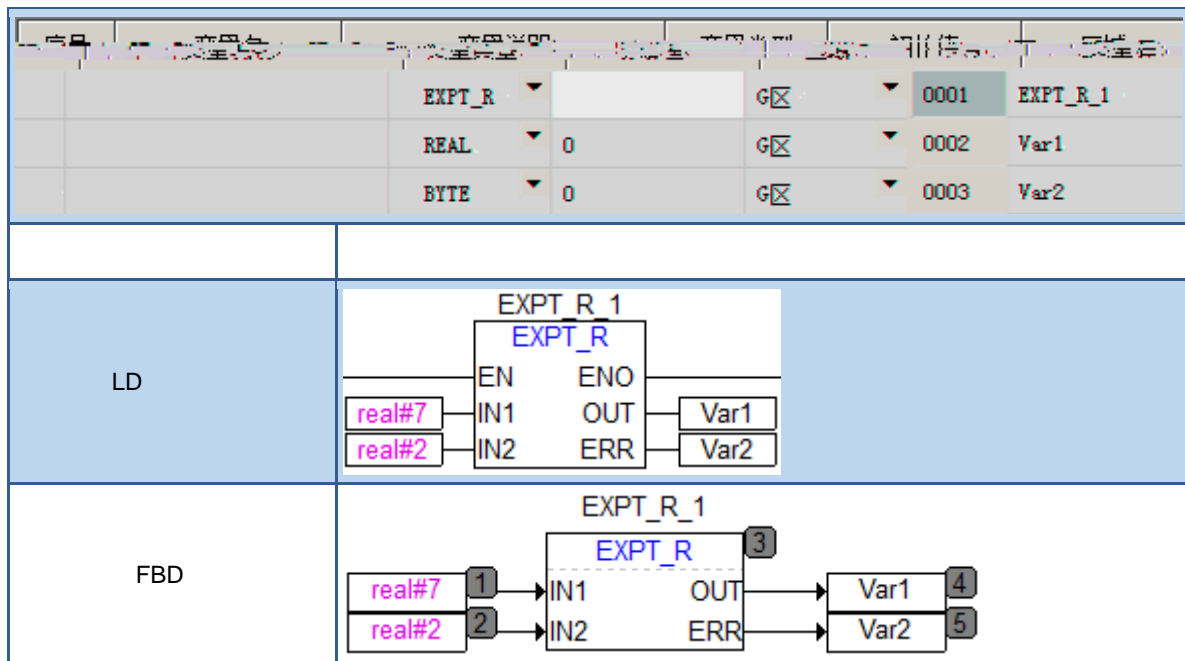 EXPT_R G区 0001 EXPT_R_1
REAL 0 G区 0002 Var1
BYTE 0 G区 0003 Var2
LD
EXPT_R_1
EXPT_R
EN ENO
real#7 IN1 OUT Var1
real#2 IN2 ERR Var2
FBD
EXPT_R_1
EXPT_R 3
real#7 1 IN1 OUT Var1 4
real#2 2 IN2 ERR Var2 5